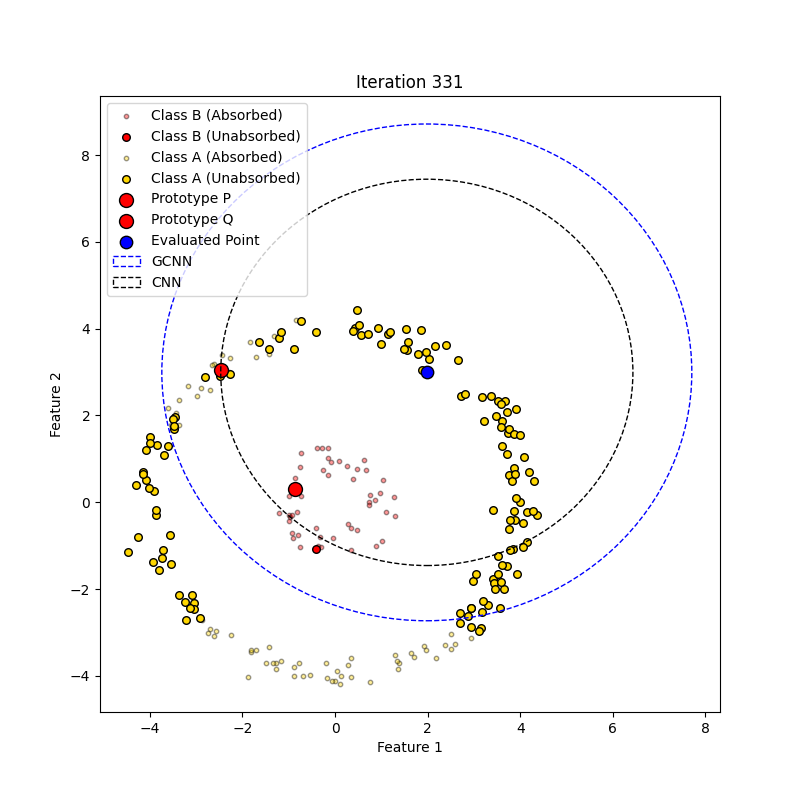 Iteration 331
Class B (Absorbed)
Class B (Unabsorbed)
Class A (Absorbed)
Class A (Unabsorbed)
Prototype P
Prototype Q
Evaluated Point
GCNN
CNN
8
6
4
2
0
−2
−4
Feature 2
−4 −2 0 2 4 6 8
Feature 1